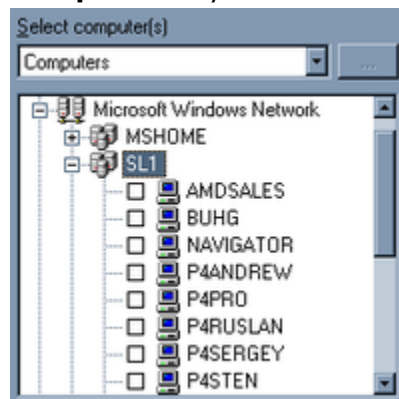 Select computer(s)
Computers
...
Microsoft Windows Network
MSHOME
SL1
AMDSALES
BUHG
NAVIGATOR
P4ANDREW
P4PRO
P4RUSLAN
P4SERGEY
P4STEN